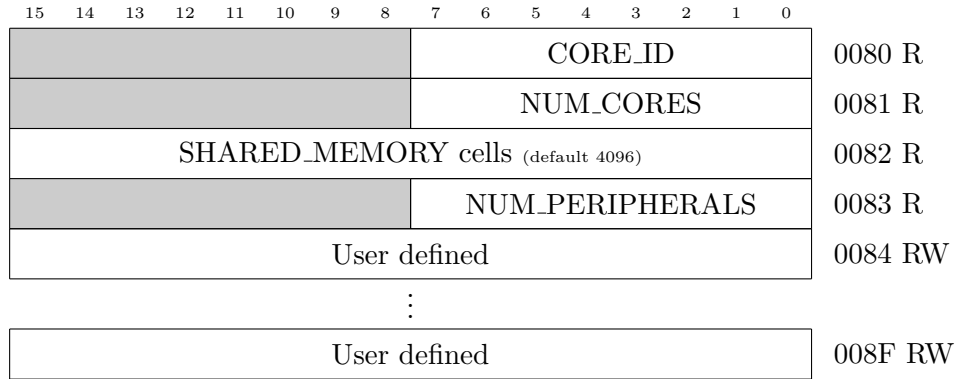 15 14 13 12 11 10 9 8 7 6 5 4 3 2 1 0
CORE_ID 0080 R
NUM_CORES 0081 R
SHARED_MEMORY cells (default 4096) 0082 R
NUM_PERIPHERALS 0083 R
User defined 0084 RW
⋮
User defined 008F RW